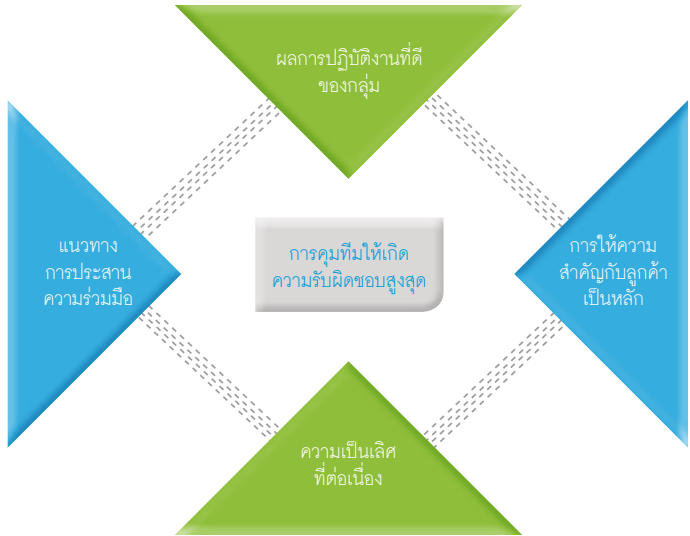 ผลการปฏิบัติงานที่ดี
ของกลุ่ม
แนวทาง
การประสาน
ความร่วมมือ
การคุมทีมให้เกิด
ความรับผิดชอบสูงสุด
การให้ความ
สำคัญกับลูกค้า
เป็นหลัก
ความเป็นเลิศ
ที่ต่อเนื่อง